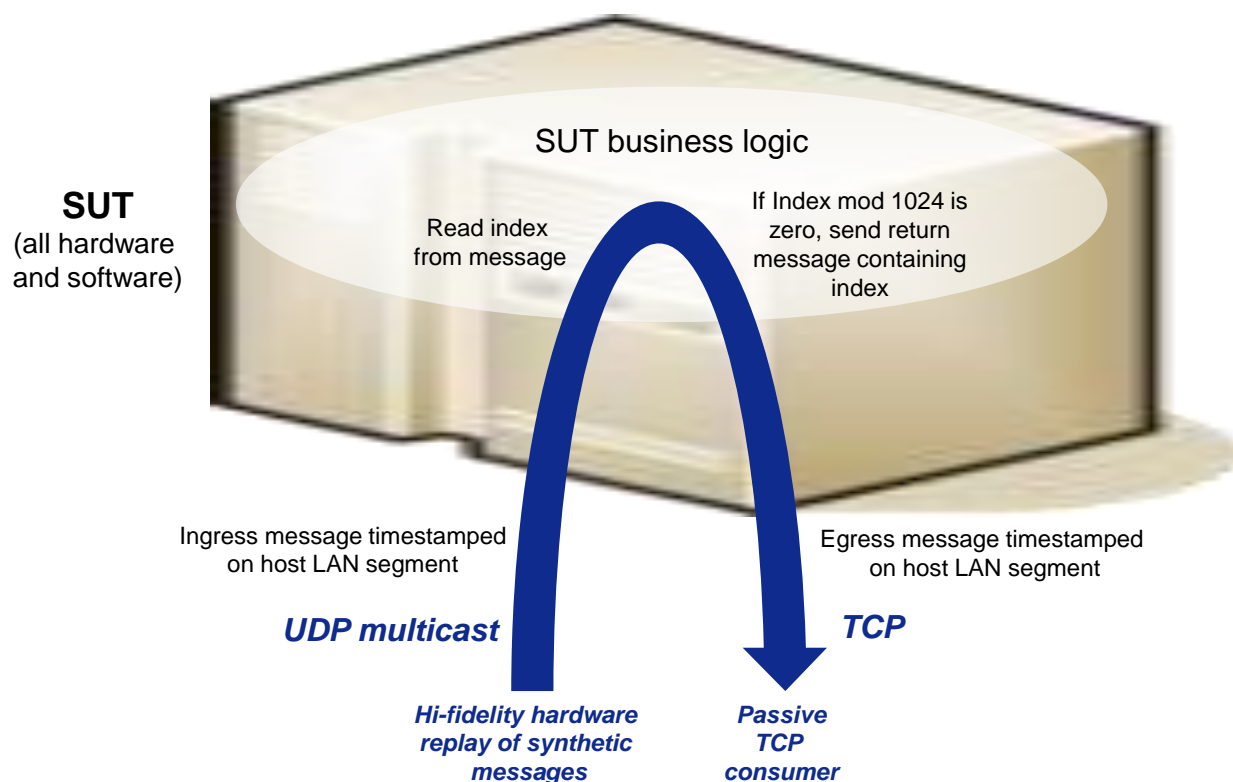 SUT business logic
SUT
(all hardware
and software)
Read index
from message
If Index mod 1024 is
zero, send return
message containing
index
Ingress message timestamped
on host LAN segment
Egress message timestamped
on host LAN segment
UDP multicast
TCP
Hi-fidelity hardware
replay of synthetic
messages
Passive
TCP
consumer